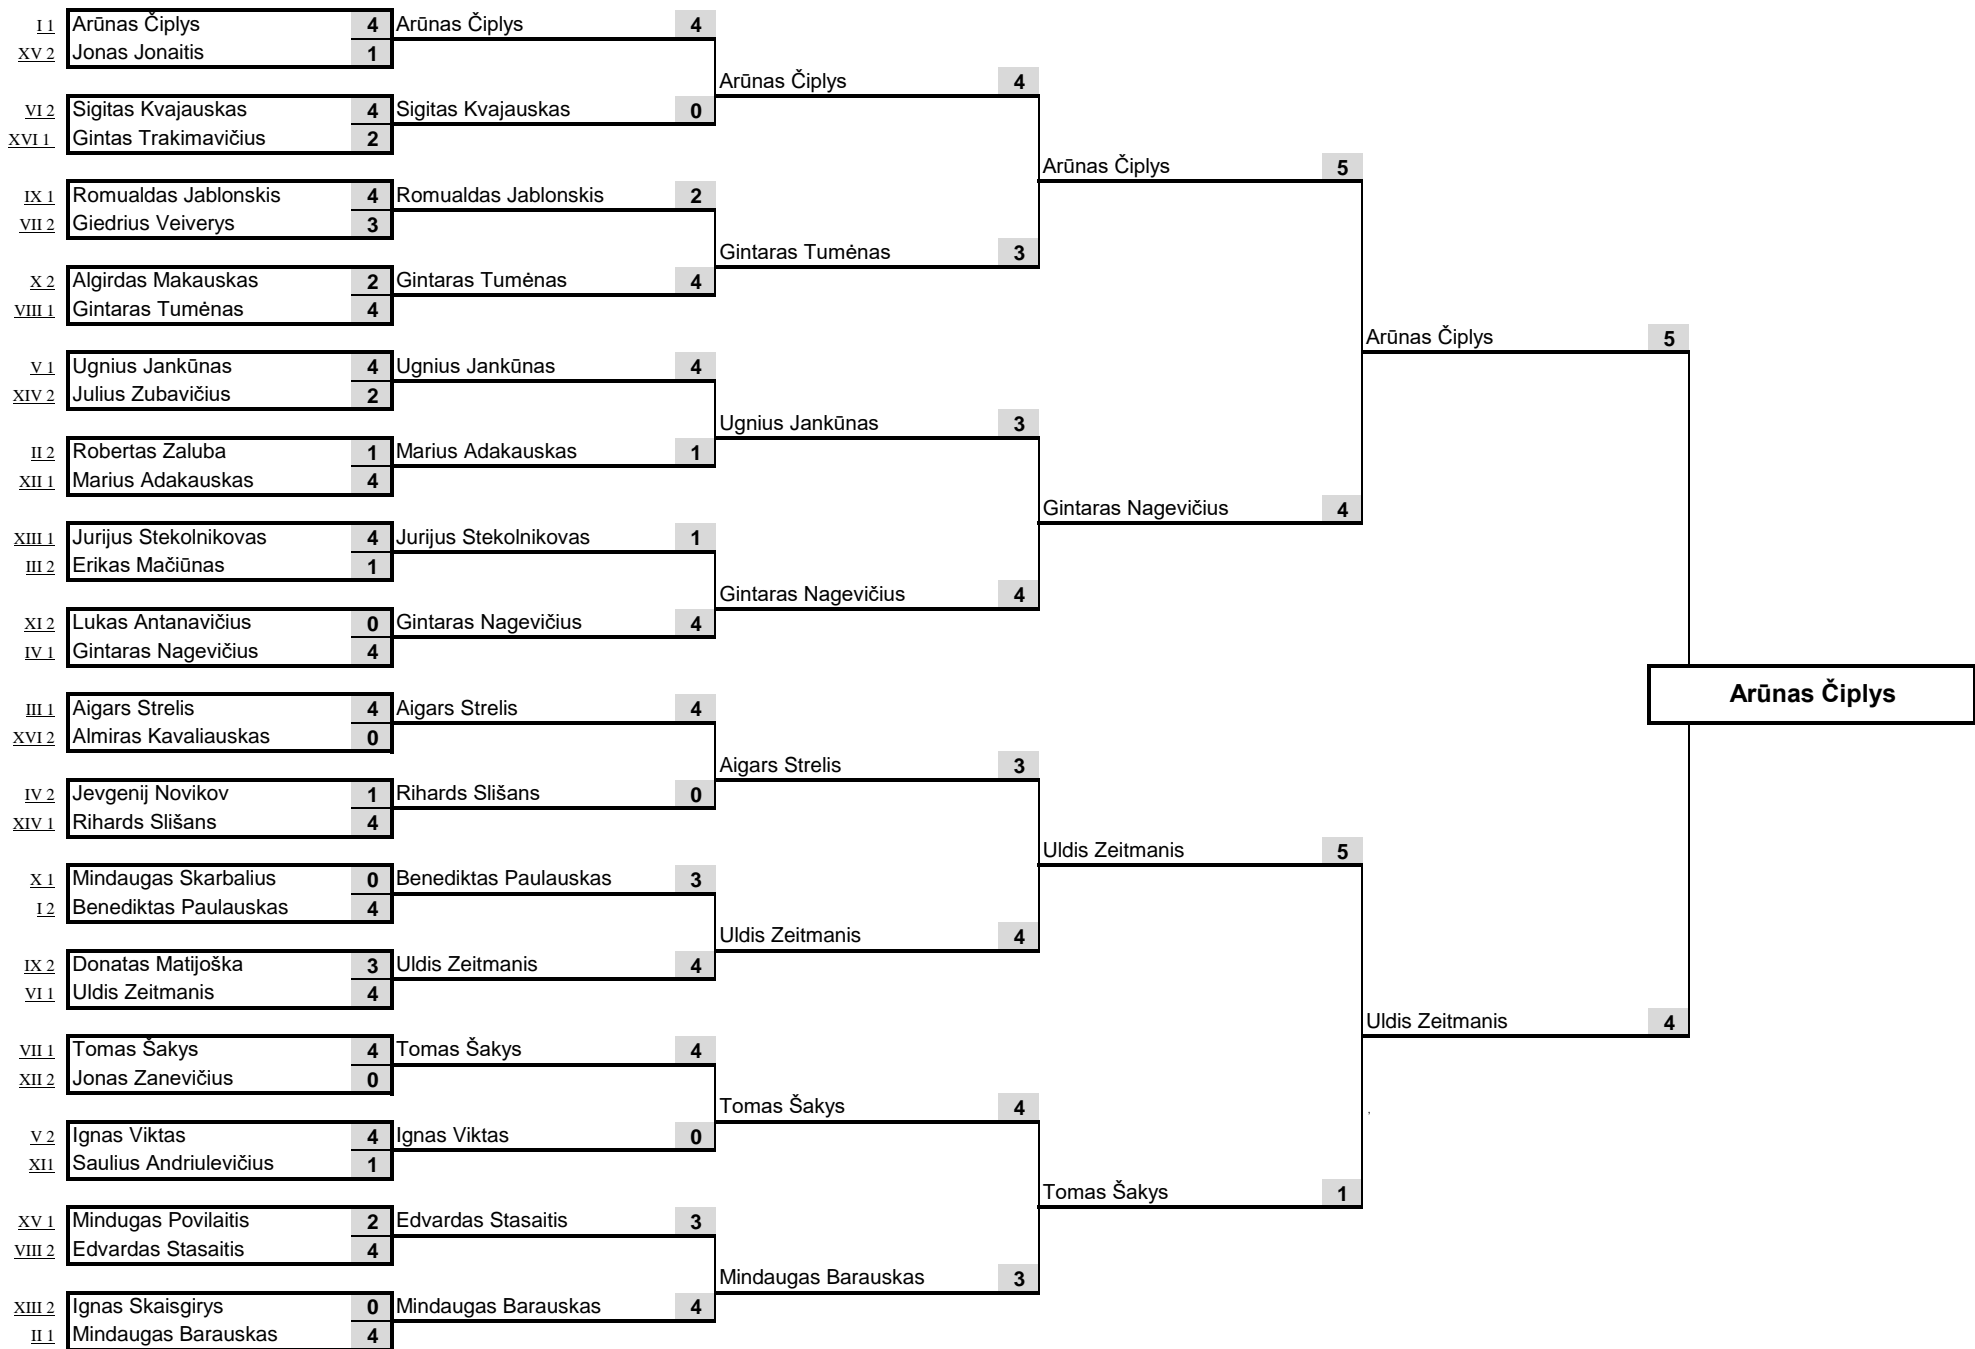 I 1 Arūnas Čiplys 4 Arūnas Čiplys 4
XV 2 Jonas Jonaitis 1
Arūnas Čiplys 4
VI 2 Sigitas Kvajauskas 4 Sigitas Kvajauskas 0
XVI 1 Gintas Trakimavičius 2
Arūnas Čiplys 5
IX 1 Romualdas Jablonskis 4 Romualdas Jablonskis 2
VII 2 Giedrius Veiverys 3
Gintaras Tumėnas 3
X 2 Algirdas Makauskas 2 Gintaras Tumėnas 4
VIII 1 Gintaras Tumėnas 4
Arūnas Čiplys 5
V 1 Ugnius Jankūnas 4 Ugnius Jankūnas 4
XIV 2 Julius Zubavičius 2
Ugnius Jankūnas 3
II 2 Robertas Zaluba 1 Marius Adakauskas 1
XII 1 Marius Adakauskas 4
Gintaras Nagevičius 4
XIII 1 Jurijus Stekolnikovas 4 Jurijus Stekolnikovas 1
III 2 Erikas Mačiūnas 1
Gintaras Nagevičius 4
XI 2 Lukas Antanavičius 0 Gintaras Nagevičius 4
IV 1 Gintaras Nagevičius 4
Arūnas Čiplys
III 1 Aigars Strelis 4 Aigars Strelis 4
XVI 2 Almiras Kavaliauskas 0
Aigars Strelis 3
IV 2 Jevgenij Novikov 1 Rihards Slišans 0
XIV 1 Rihards Slišans 4
Uldis Zeitmanis 5
X 1 Mindaugas Skarbalius 0 Benediktas Paulauskas 3
I 2 Benediktas Paulauskas 4
Uldis Zeitmanis 4
IX 2 Donatas Matijoška 3 Uldis Zeitmanis 4
VI 1 Uldis Zeitmanis 4
Uldis Zeitmanis 4
VII 1 Tomas Šakys 4 Tomas Šakys 4
XII 2 Jonas Zanevičius 0
Tomas Šakys 4
V 2 Ignas Viktas 4 Ignas Viktas 0
XI1 Saulius Andriulevičius 1
Tomas Šakys 1
XV 1 Mindugas Povilaitis 2 Edvardas Stasaitis 3
VIII 2 Edvardas Stasaitis 4
Mindaugas Barauskas 3
XIII 2 Ignas Skaisgirys 0 Mindaugas Barauskas 4
II 1 Mindaugas Barauskas 4